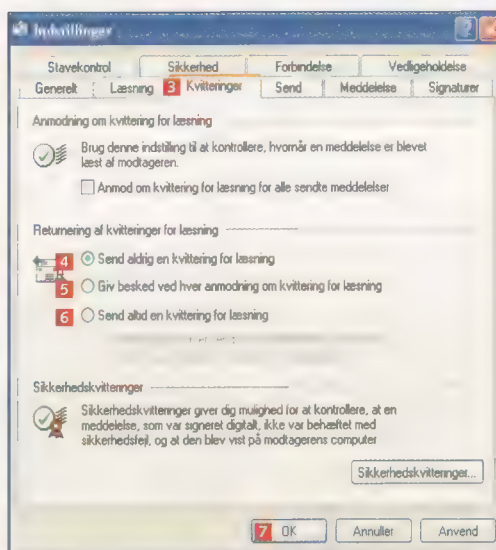 Indstillinger
Stavekontrol Sikkerhed Forbindelse Vedligeholdelse
Generelt Læsning 3 Kvitteringer Send Meddelelse Signaturer
Anmodning om kvittering for læsning
Brug denne indstilling til at kontrollere, hvornår en meddelelse er blevet
læst af modtageren.
Anmod om kvittering for læsning for alle sendte meddelelser
Returnering af kvitteringer for læsning
4 Send aldrig en kvittering for læsning
5 Giv besked ved hver anmodning om kvittering for læsning
6 Send altid en kvittering for læsning
Sikkerhedskvitteringer
Sikkerhedskvitteringer giver dig mulighed for at kontrollere, at en
meddelelse, som var signeret digitalt, ikke var behæftet med
sikkerhedsfejl, og at den blev vist på modtagerens computer
Sikkerhedskvitteringer...
7 OK Annuller Anvend